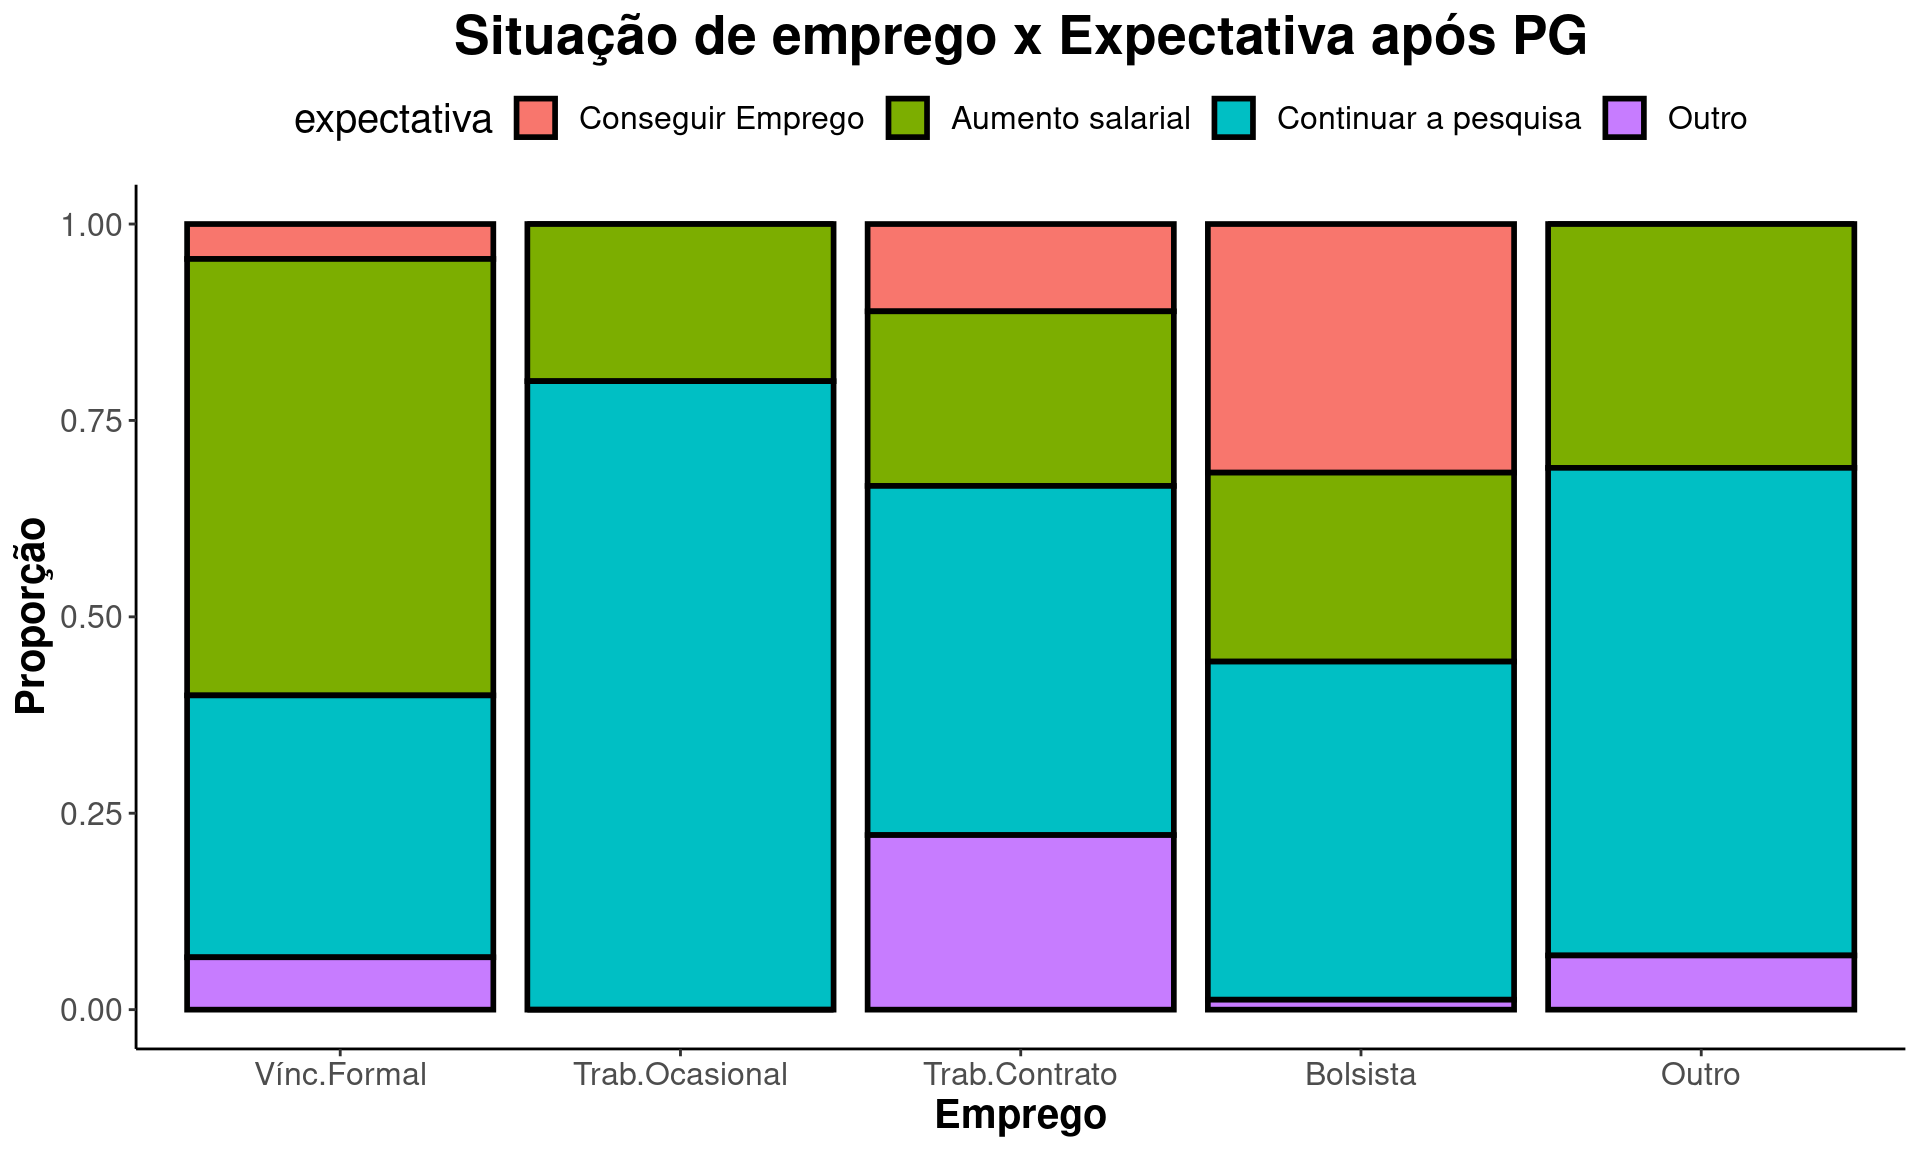 Situação de emprego x Expectativa após PG
expectativa Conseguir Emprego Aumento salarial Continuar a pesquisa Outro
Proporção
1.00
0.75
0.50
0.25
0.00
Vínc.Formal Trab.Ocasional Trab.Contrato Bolsista Outro
Emprego